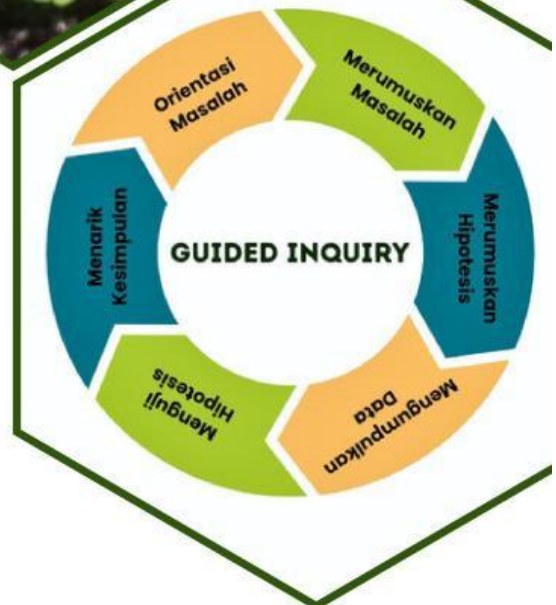 GUIDED INQUIRY
Orientasi
Masalah
Merumuskan
Masalah
Merumuskan
Hipotesis
Mengumpulkan
Data
Menguji
Hipotesis
Menarik
Kesimpulan